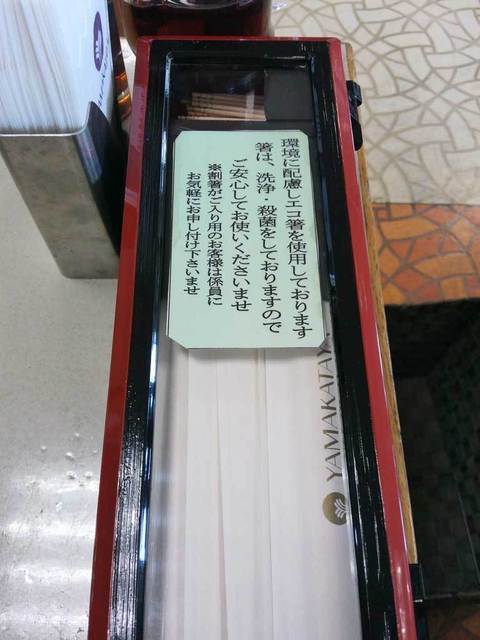 環境に配慮しエコ箸を使用しております
箸は、洗浄・殺菌をしておりますので
ご安心してお使いくださいませ
※割箸がご入り用のお客様は係員に
お気軽にお申し付け下さいませ
YAMAKATAYA